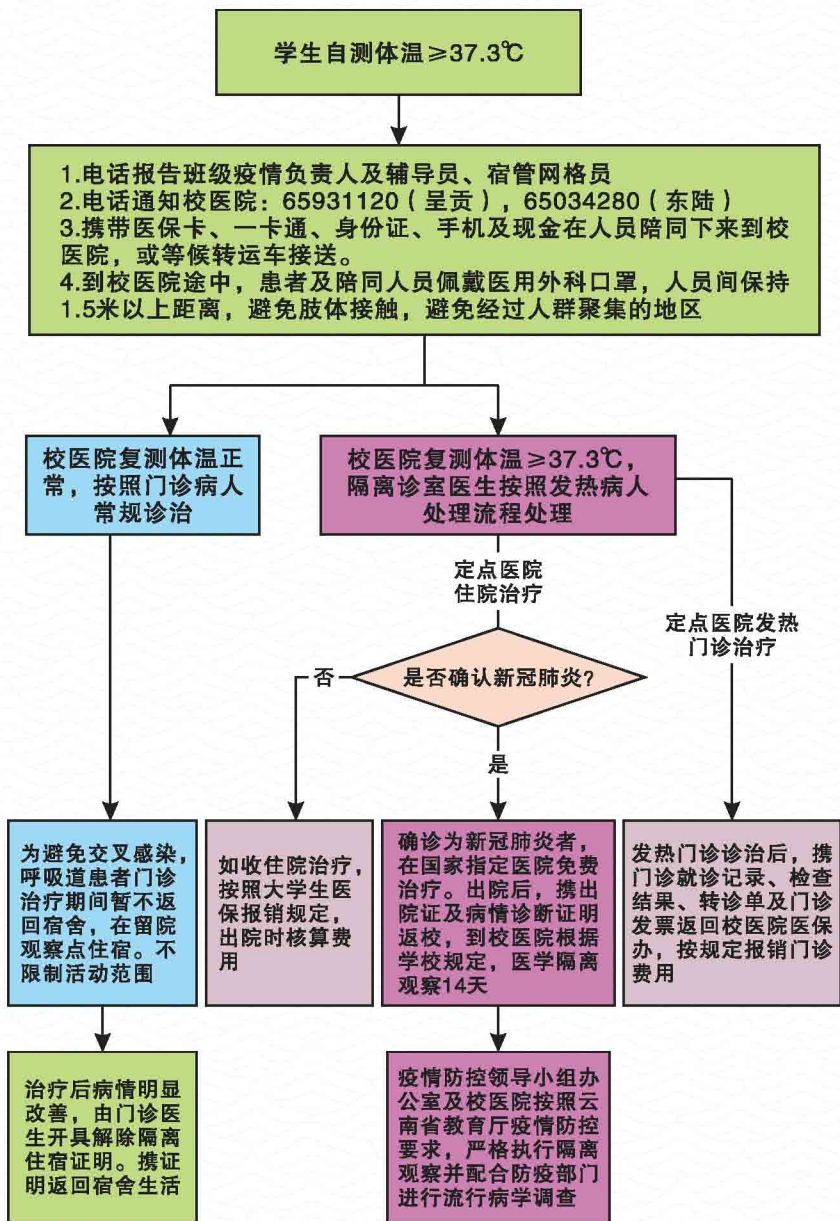 学生自测体温≥37.3℃
1.电话报告班级疫情负责人及辅导员、宿管网格员
2.电话通知校医院：65931120（呈贡），65034280（东陆）
3.携带医保卡、一卡通、身份证、手机及现金在人员陪同下来到校
医院，或等候转运车接送。
4.到校医院途中，患者及陪同人员佩戴医用外科口罩，人员间保持
1.5米以上距离，避免肢体接触，避免经过人群聚集的地区
校医院复测体温正
常，按照门诊病人
常规诊治
校医院复测体温≥37.3℃，
隔离诊室医生按照发热病人
处理流程处理
定点医院
住院治疗
定点医院发热
门诊治疗
是否确认新冠肺炎？
否
是
为避免交叉感染，
呼吸道患者门诊
治疗期间暂不返
回宿舍，在留院
观察点住宿。不
限制活动范围
如收住院治疗，
按照大学生医
保报销规定，
出院时核算费
用
确诊为新冠肺炎者，
在国家指定医院免费
治疗。出院后，携出
院证及病情诊断证明
返校，到校医院根据
学校规定，医学隔离
观察14天
发热门诊诊治后，携
门诊就诊记录、检查
结果、转诊单及门诊
发票返回校医院医保
办，按规定报销门诊
费用
治疗后病情明显
改善，由门诊医
生开具解除隔离
住宿证明。携证
明返回宿舍生活
疫情防控领导小组办
公室及校医院按照云
南省教育厅疫情防控
要求，严格执行隔离
观察并配合防疫部门
进行流行病学调查